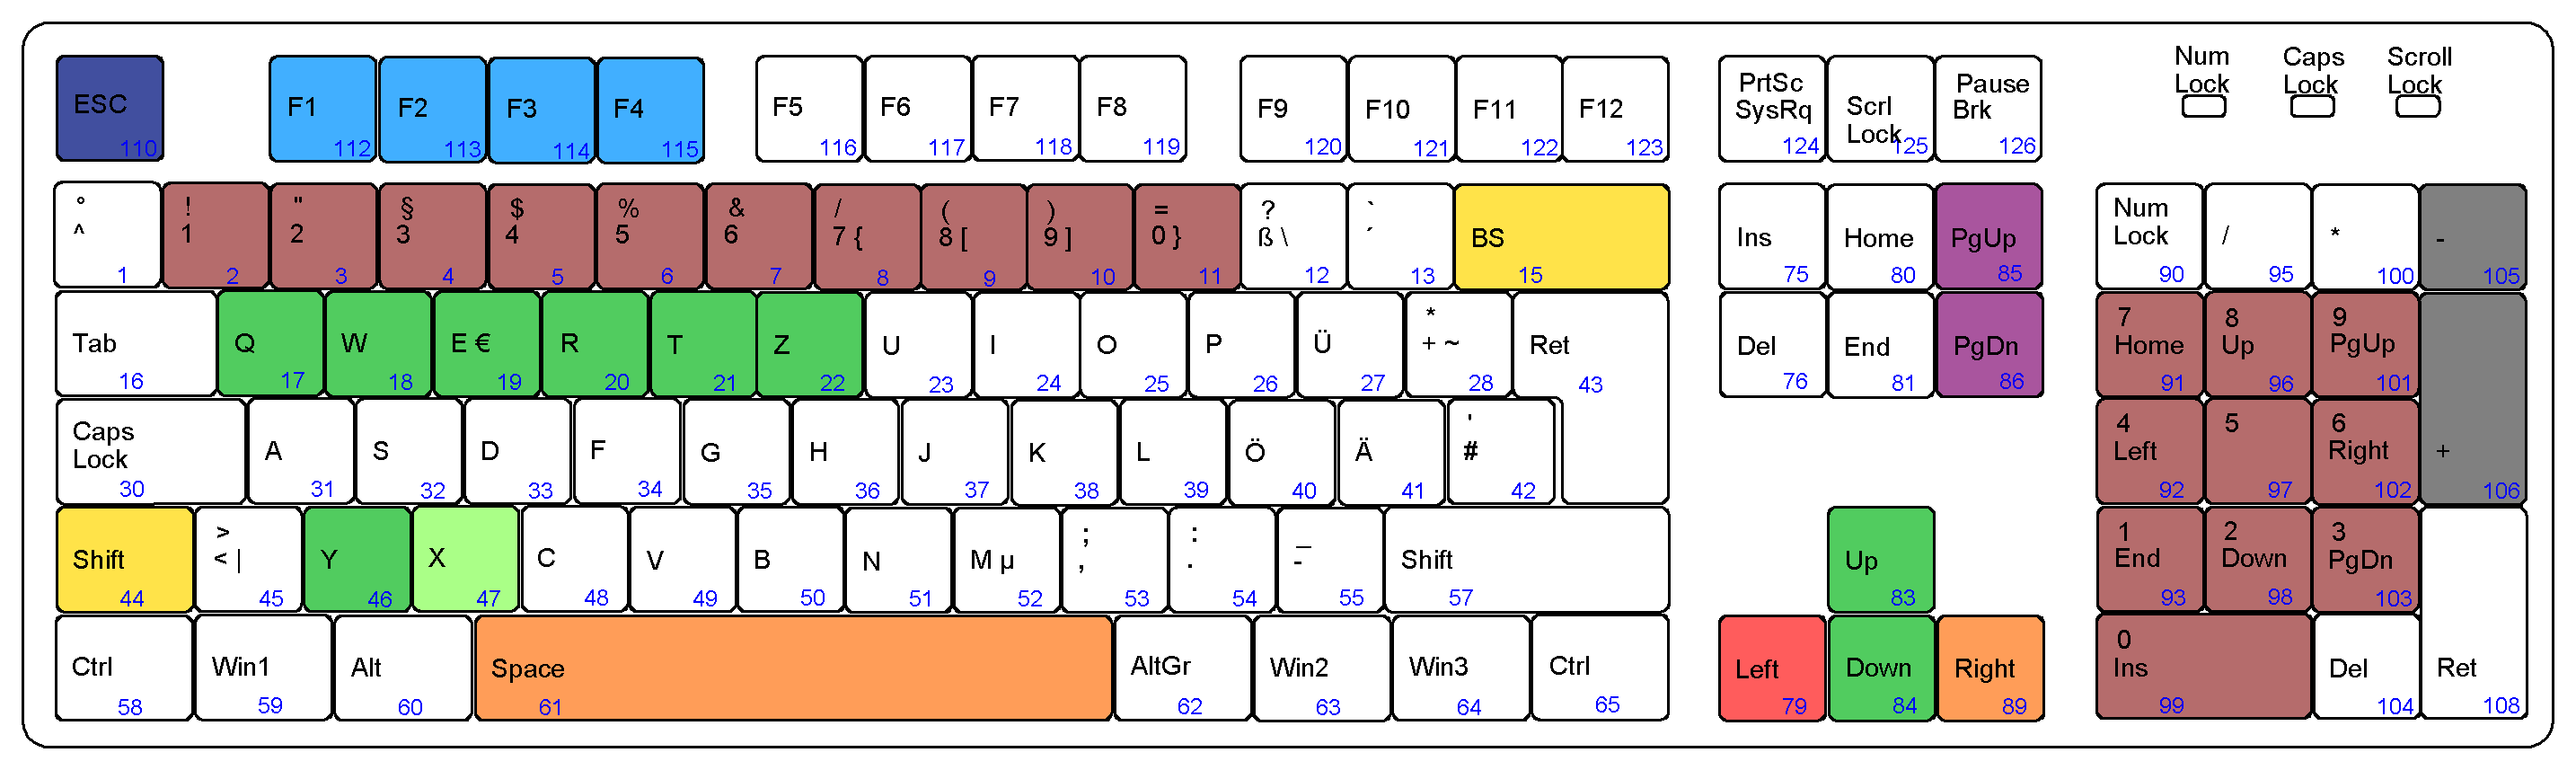 Num Lock
Caps Lock
Scroll Lock
ESC 110
F1 112
F2 113
F3 114
F4 115
F5 116
F6 117
F7 118
F8 119
F9 120
F10 121
F11 122
F12 123
PrtSc SysRq 124
Scrl Lock 125
Pause Brk 126
° ^ 1
! 1 2
" 2 3
§ 3 4
$ 4 5
% 5 6
& 6 7
/ 7 { 8
( 8 [ 9
) 9 ] 10
= 0 } 11
? ß \ 12
` ´ 13
BS 15
Ins 75
Home 80
PgUp 85
Num Lock 90
/ 95
* 100
- 105
Tab 16
Q 17
W 18
E € 19
R 20
T 21
Z 22
U 23
I 24
O 25
P 26
Ü 27
* + ~ 28
Ret 43
Del 76
End 81
PgDn 86
7 Home 91
8 Up 96
9 PgUp 101
+ 106
Caps Lock 30
A 31
S 32
D 33
F 34
G 35
H 36
J 37
K 38
L 39
Ö 40
Ä 41
' # 42
4 Left 92
5 97
6 Right 102
Shift 44
> < | 45
Y 46
X 47
C 48
V 49
B 50
N 51
M µ 52
; , 53
: . 54
_ - 55
Shift 57
Up 83
1 End 93
2 Down 98
3 PgDn 103
Ret 108
Ctrl 58
Win1 59
Alt 60
Space 61
AltGr 62
Win2 63
Win3 64
Ctrl 65
Left 79
Down 84
Right 89
0 Ins 99
Del 104